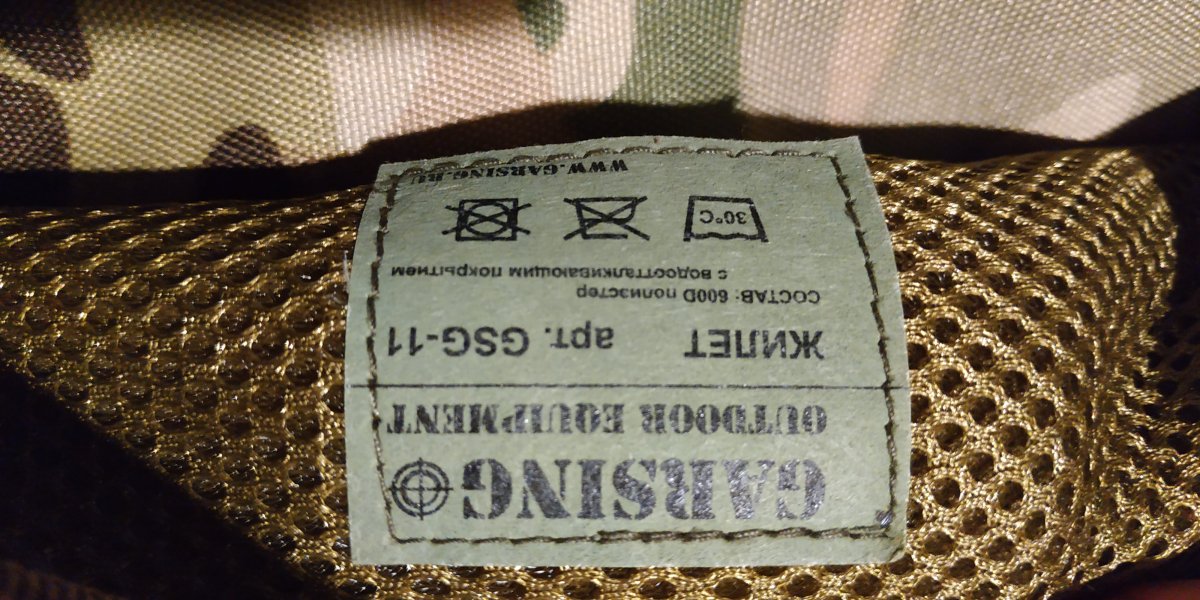 GARSING
OUTDOOR EQUIPMENT
ЖИЛЕТ арт. GSG-11
СОСТАВ: 600D полиэстер
с водоотталкивающим покрытием
30°C
WWW.GARSING.RU